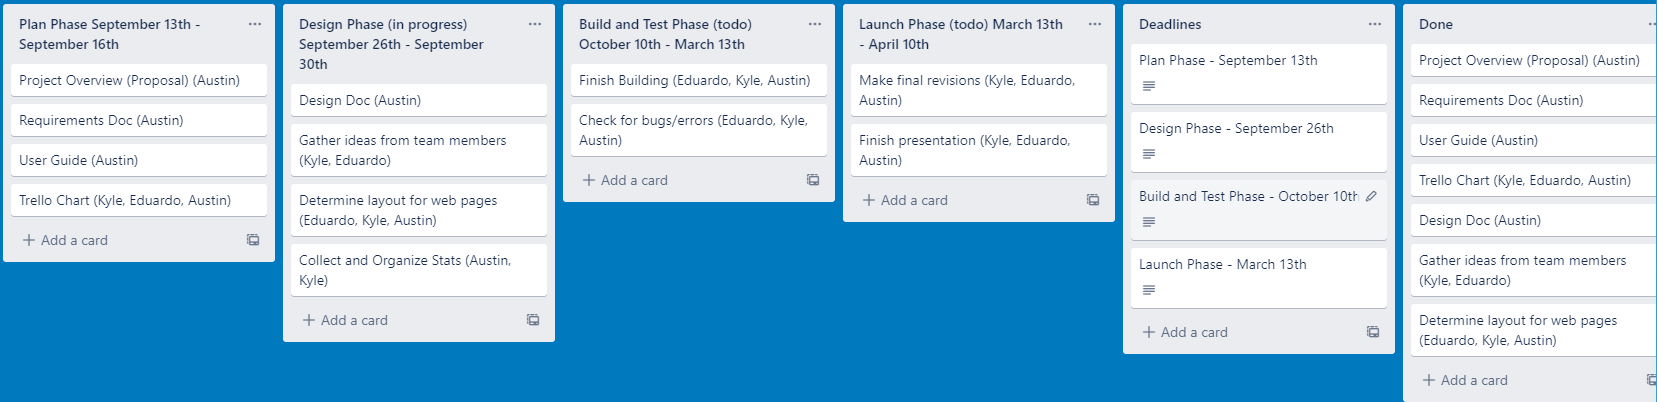 Plan Phase September 13th -
September 16th
Project Overview (Proposal) (Austin)
Requirements Doc (Austin)
User Guide (Austin)
Trello Chart (Kyle, Eduardo, Austin)
Add a card
Design Phase (in progress)
September 26th - September
30th
Design Doc (Austin)
Gather ideas from team members
(Kyle, Eduardo)
Determine layout for web pages
(Eduardo, Kyle, Austin)
Collect and Organize Stats (Austin,
Kyle)
Add a card
Build and Test Phase (todo)
October 10th - March 13th
Finish Building (Eduardo, Kyle, Austin)
Check for bugs/errors (Eduardo, Kyle,
Austin)
Add a card
Launch Phase (todo) March 13th
- April 10th
Make final revisions (Kyle, Eduardo,
Austin)
Finish presentation (Kyle, Eduardo,
Austin)
Add a card
Deadlines
Plan Phase - September 13th
Design Phase - September 26th
Build and Test Phase - October 10th
Launch Phase - March 13th
Add a card
Done
Project Overview (Proposal) (Austin)
Requirements Doc (Austin)
User Guide (Austin)
Trello Chart (Kyle, Eduardo, Austin)
Design Doc (Austin)
Gather ideas from team members
(Kyle, Eduardo)
Determine layout for web pages
(Eduardo, Kyle, Austin)
Add a card